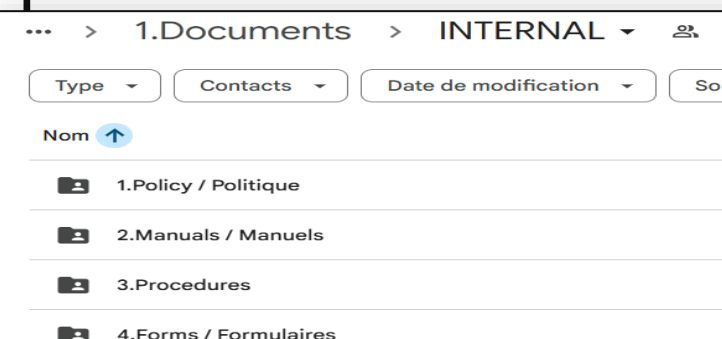 ... > 1.Documents > INTERNAL
Type Contacts Date de modification So
Nom
1.Policy / Politique
2.Manuals / Manuels
3.Procedures
4.Forms / Formulaires